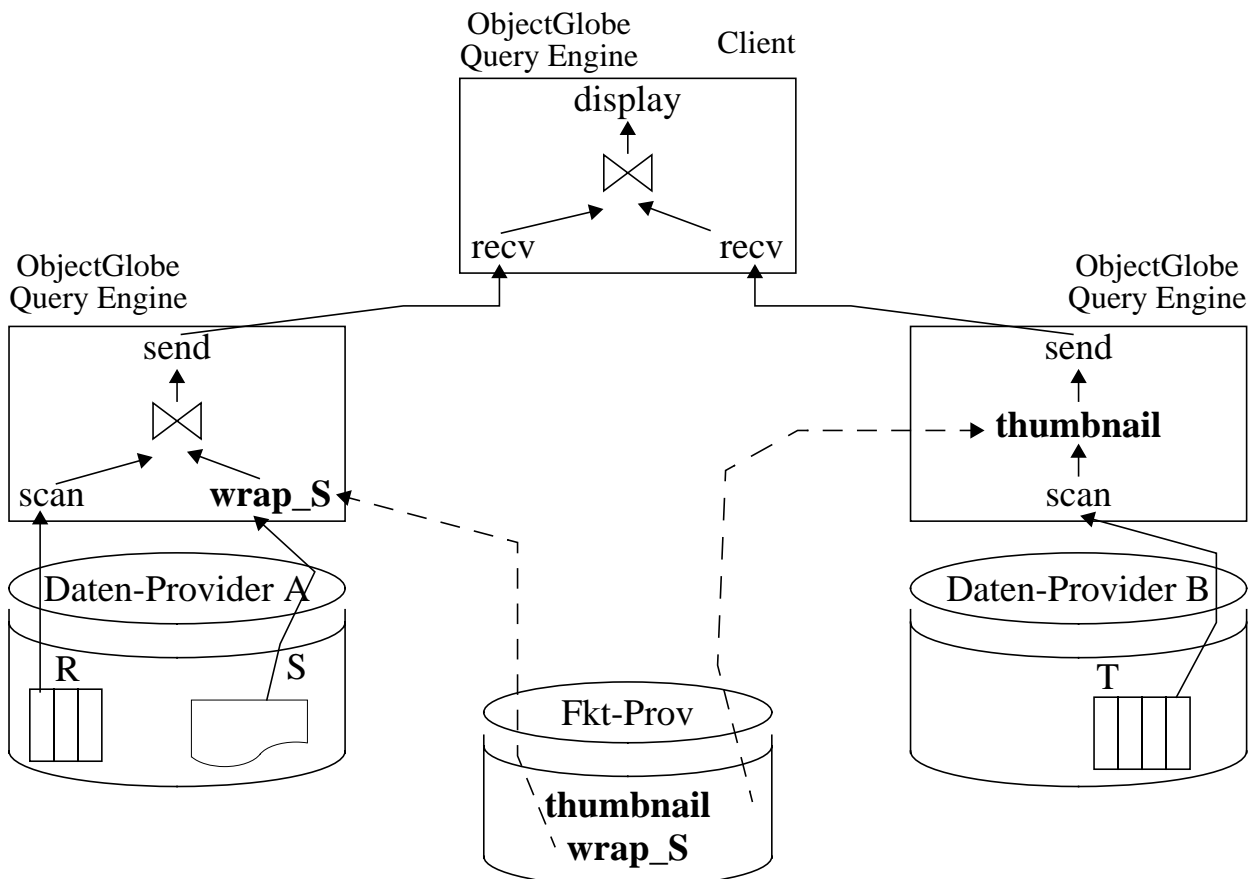 ObjectGlobe
Query Engine
Client
display
recv
recv
ObjectGlobe
Query Engine
ObjectGlobe
Query Engine
send
scan
wrap_S
send
thumbnail
scan
Daten-Provider A
R
S
Daten-Provider B
T
Fkt-Prov
thumbnail
wrap_S